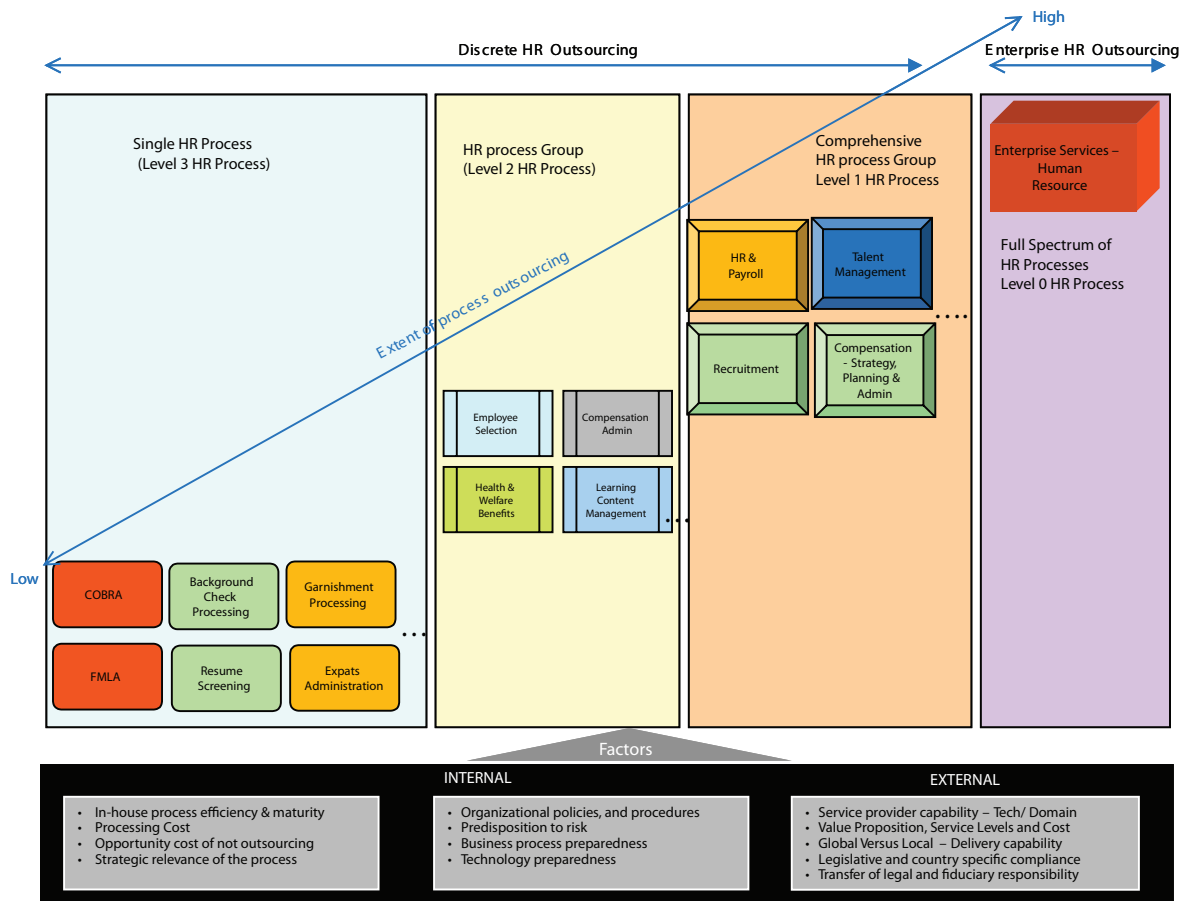 High
Discrete HR Outsourcing
Enterprise HR Outsourcing
Single HR Process
(Level 3 HR Process)
HR process Group
(Level 2 HR Process)
Comprehensive
HR process Group
Level 1 HR Process
Enterprise Services –
Human
Resource
Full Spectrum of
HR Processes
Level 0 HR Process
Extent of process outsourcing
HR &
Payroll
Talent
Management
....
Recruitment
Compensation
- Strategy,
Planning &
Admin
Employee
Selection
Compensation
Admin
Health &
Welfare
Benefits
Learning
Content
Management
...
Low
COBRA
Background
Check
Processing
Garnishment
Processing
...
FMLA
Resume
Screening
Expats
Administration
Factors
INTERNAL
EXTERNAL
• In-house process efficiency & maturity
• Processing Cost
• Opportunity cost of not outsourcing
• Strategic relevance of the process
• Organizational policies, and procedures
• Predisposition to risk
• Business process preparedness
• Technology preparedness
• Service provider capability – Tech/ Domain
• Value Proposition, Service Levels and Cost
• Global Versus Local – Delivery capability
• Legislative and country specific compliance
• Transfer of legal and fiduciary responsibility